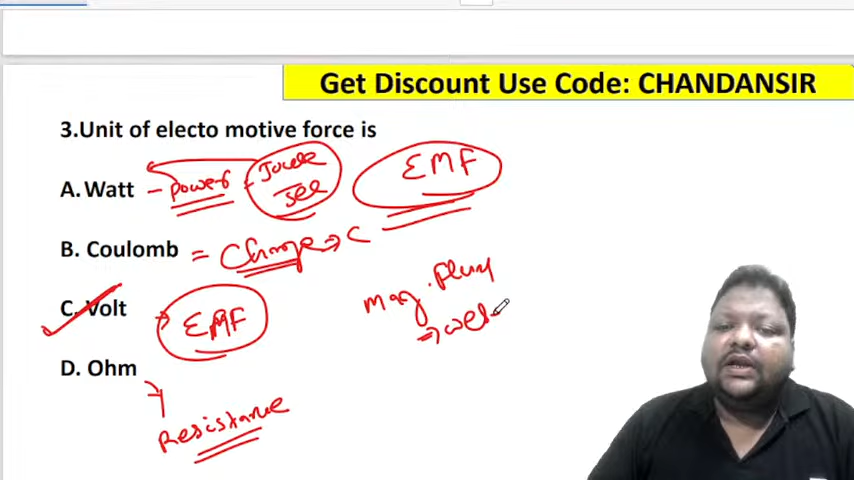 Get Discount Use Code: CHANDANSIR
3.Unit of electo motive force is
A. Watt – power = Joule
sec
EMF
B. Coulomb = Charge → C
C. Volt → EMF
mag. flux
⇒ web
D. Ohm
Resistance